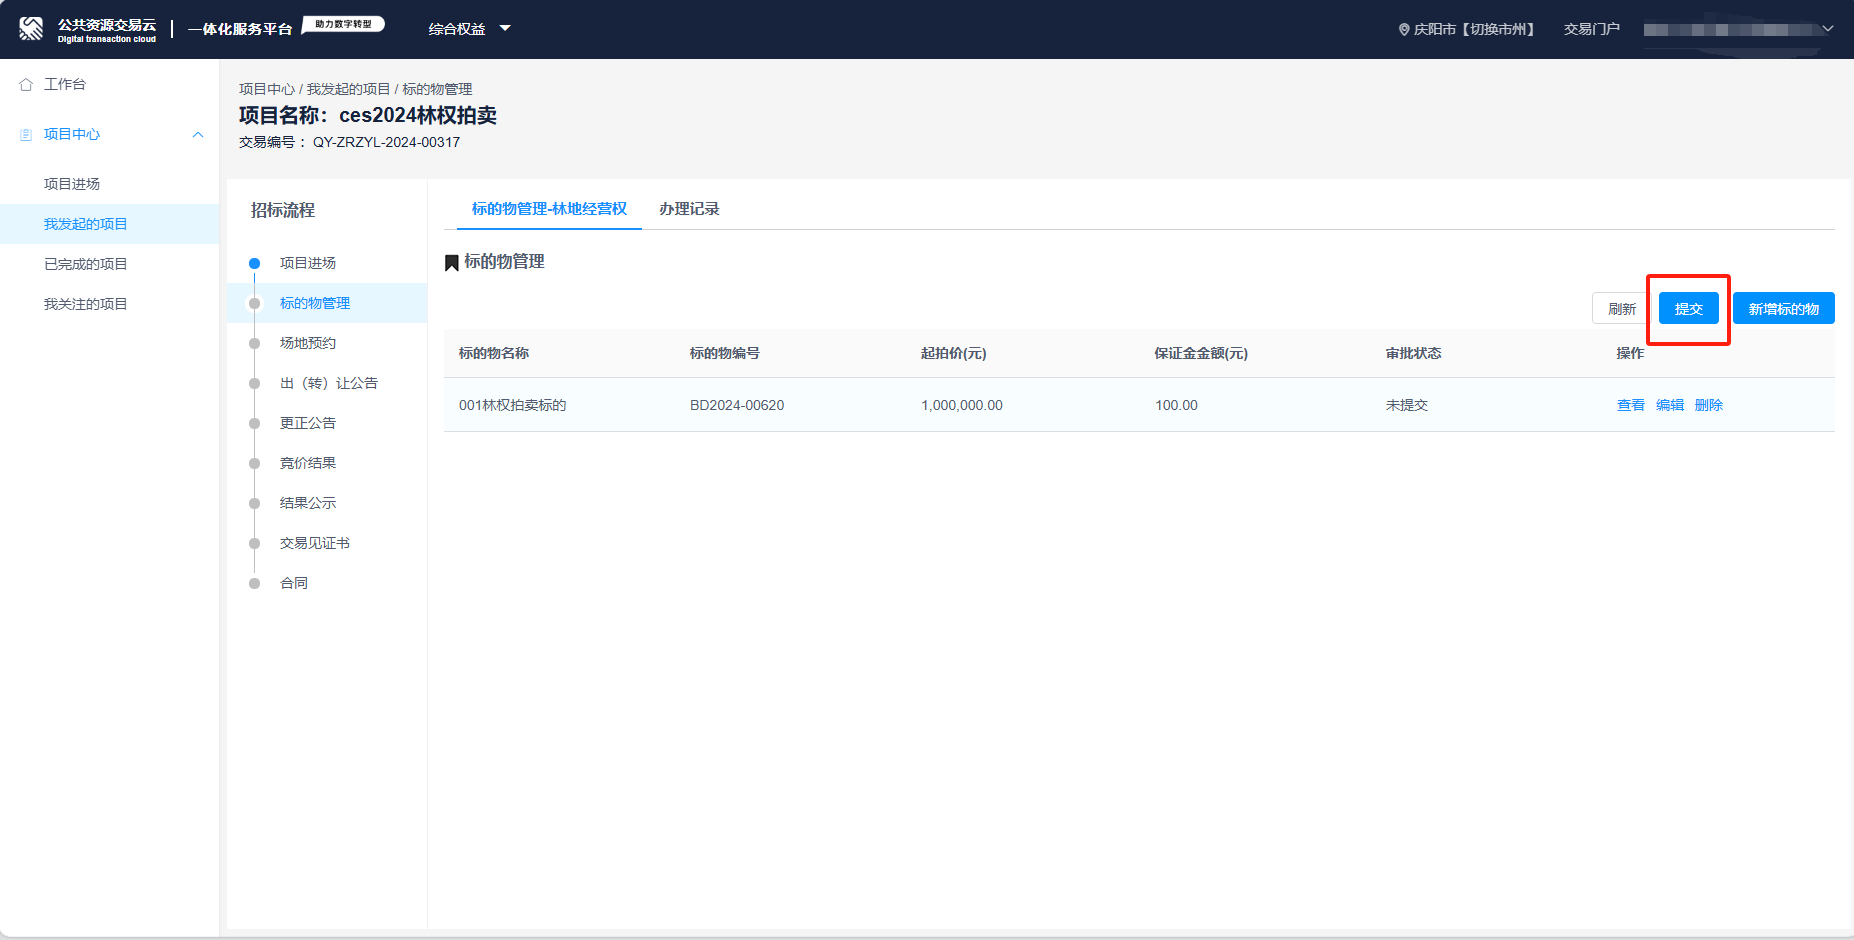 公共资源交易云
Digital transaction cloud
一体化服务平台
助力数字转型
综合权益
庆阳市【切换市州】
交易门户
工作台
项目中心
项目进场
我发起的项目
已完成的项目
我关注的项目
项目中心 / 我发起的项目 / 标的物管理
项目名称：ces2024林权拍卖
交易编号：QY-ZRZYL-2024-00317
招标流程
项目进场
标的物管理
场地预约
出（转）让公告
更正公告
竞价结果
结果公示
交易见证书
合同
标的物管理-林地经营权 办理记录
标的物管理
刷新 提交 新增标的物
标的物名称 标的物编号 起拍价(元) 保证金金额(元) 审批状态 操作
001林权拍卖标的 BD2024-00620 1,000,000.00 100.00 未提交 查看 编辑 删除